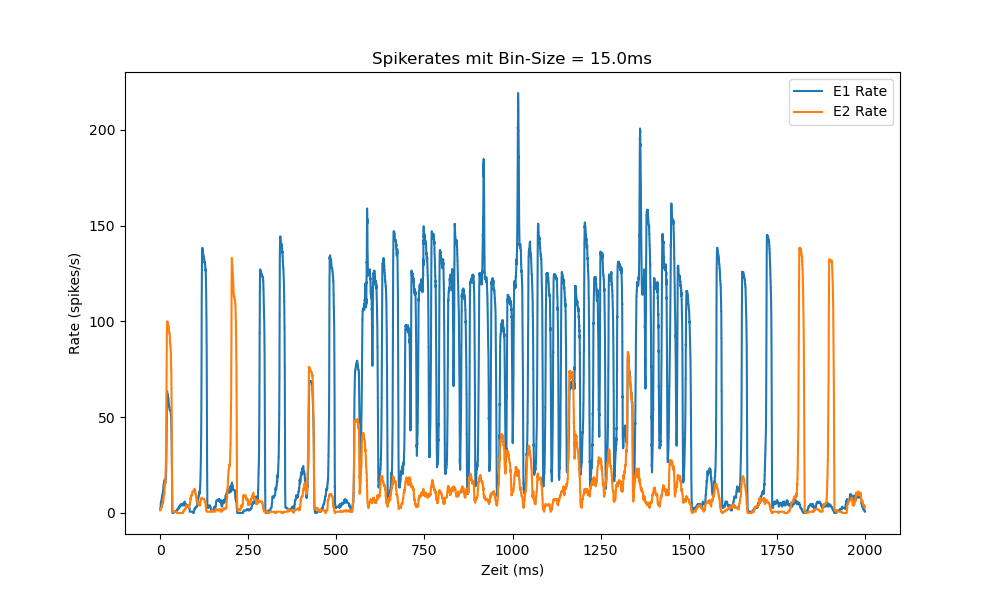 Spikerates mit Bin-Size = 15.0ms
E1 Rate
E2 Rate
200
150
100
50
0
Rate (spikes/s)
0 250 500 750 1000 1250 1500 1750 2000
Zeit (ms)